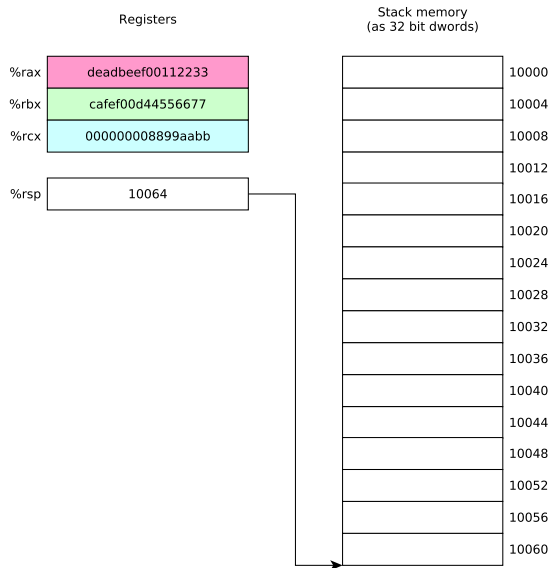 Registers
Stack memory
(as 32 bit dwords)
%rax deadbeef00112233
%rbx cafef00d44556677
%rcx 000000008899aabb
%rsp 10064
10000
10004
10008
10012
10016
10020
10024
10028
10032
10036
10040
10044
10048
10052
10056
10060